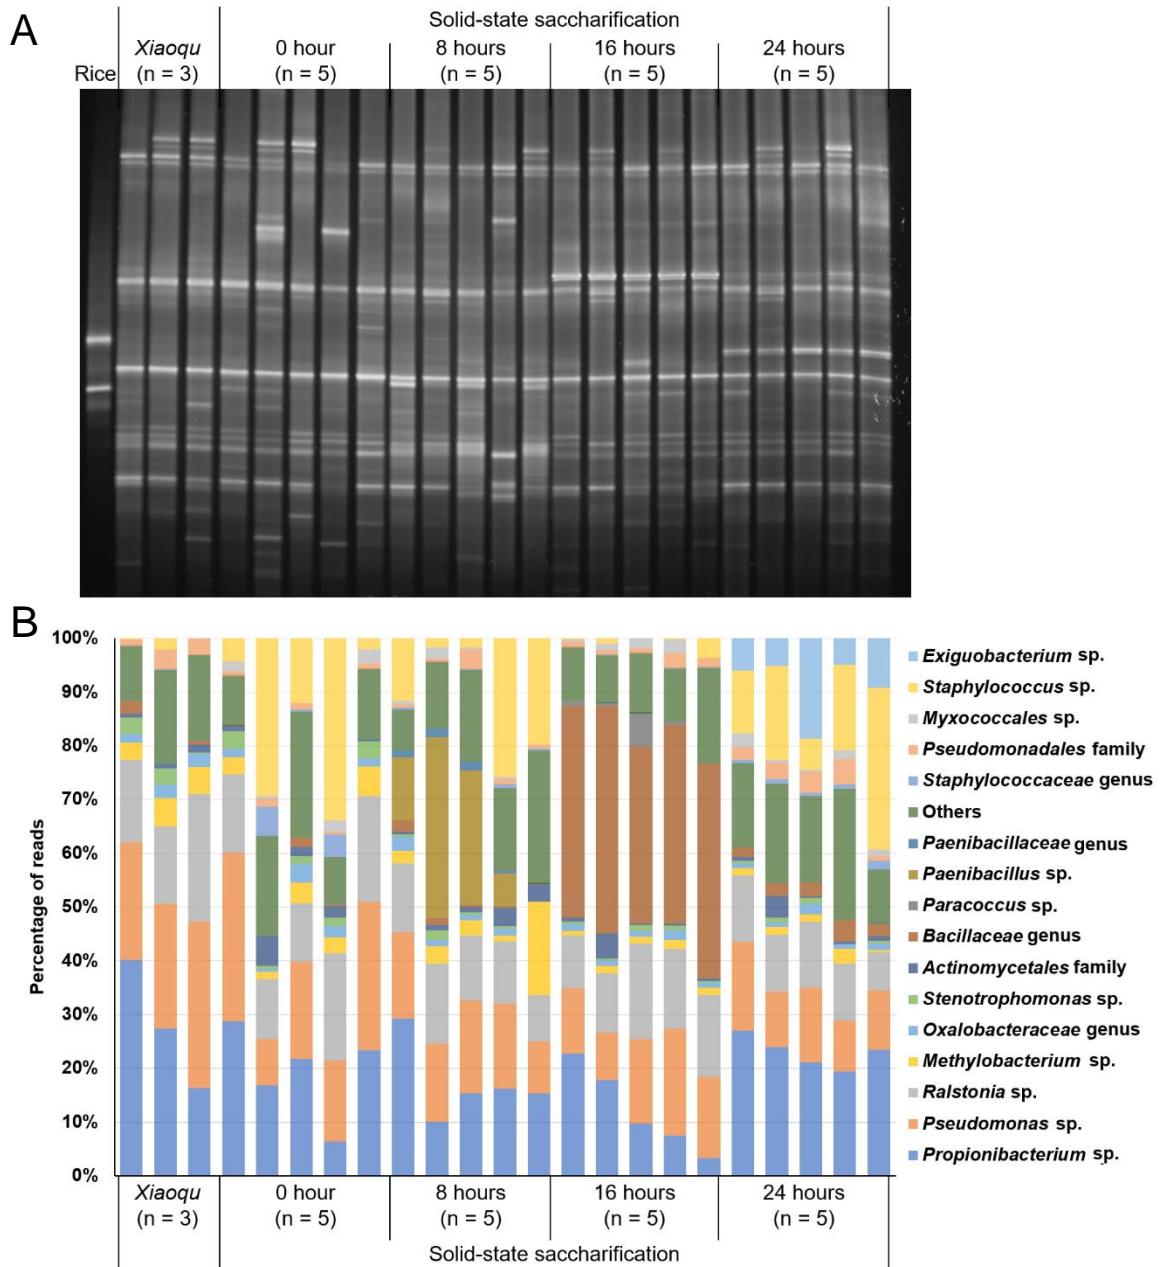 A
Solid-state saccharification
Rice
Xiaoqu
(n = 3)
0 hour
(n = 5)
8 hours
(n = 5)
16 hours
(n = 5)
24 hours
(n = 5)
B
Percentage of reads
100%
90%
80%
70%
60%
50%
40%
30%
20%
10%
0%
Exiguobacterium sp.
Staphylococcus sp.
Myxococcales sp.
Pseudomonadales family
Staphylococcaceae genus
Others
Paenibacillaceae genus
Paenibacillus sp.
Paracoccus sp.
Bacillaceae genus
Actinomycetales family
Stenotrophomonas sp.
Oxalobacteraceae genus
Methylobacterium sp.
Ralstonia sp.
Pseudomonas sp.
Propionibacterium sp.
Xiaoqu
(n = 3)
0 hour
(n = 5)
8 hours
(n = 5)
16 hours
(n = 5)
24 hours
(n = 5)
Solid-state saccharification